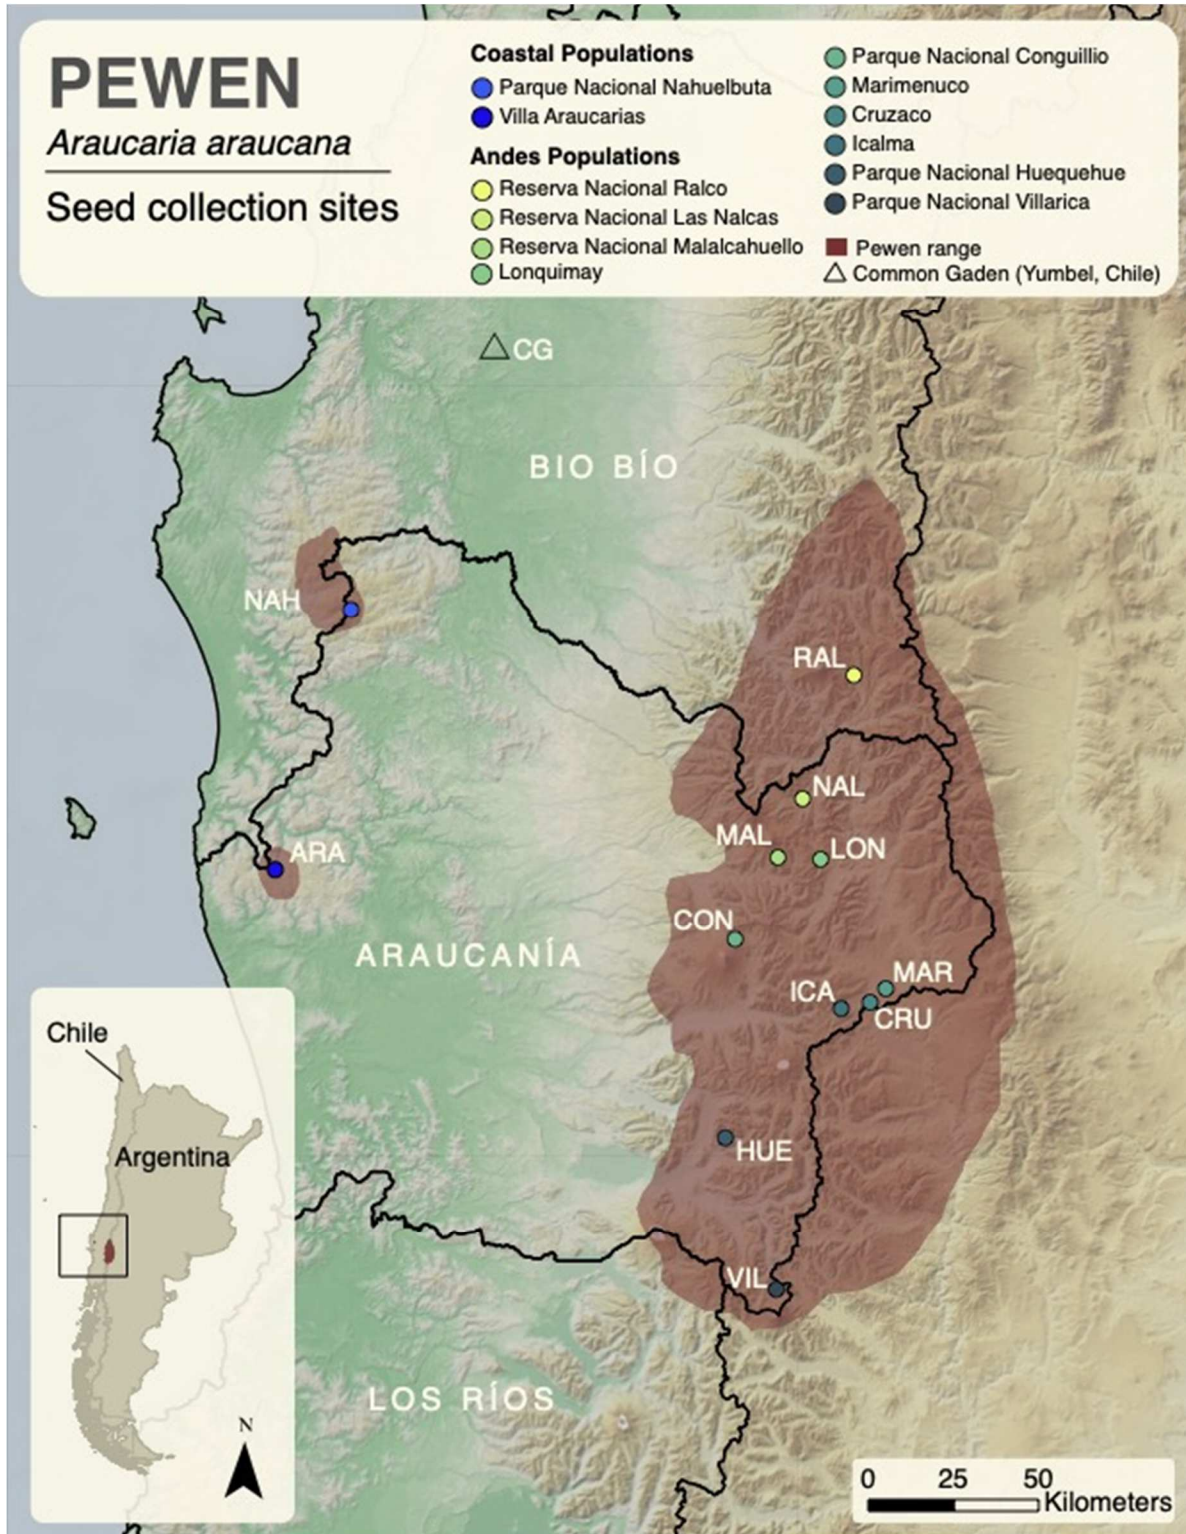 PEWEN
Araucaria araucana
Seed collection sites
Coastal Populations
Parque Nacional Nahuelbuta
Villa Araucarias
Andes Populations
Reserva Nacional Ralco
Reserva Nacional Las Nalcas
Reserva Nacional Malalcahuello
Lonquimay
Parque Nacional Conguillio
Marimenuco
Cruzaco
Icalma
Parque Nacional Huequehue
Parque Nacional Villarica
Pewen range
Common Gaden (Yumbel, Chile)
CG
BIO BÍO
NAH
RAL
NAL
MAL
LON
ARA
CON
ARAUCANÍA
MAR
ICA
CRU
HUE
VIL
LOS RÍOS
Chile
Argentina
N
0 25 50
Kilometers